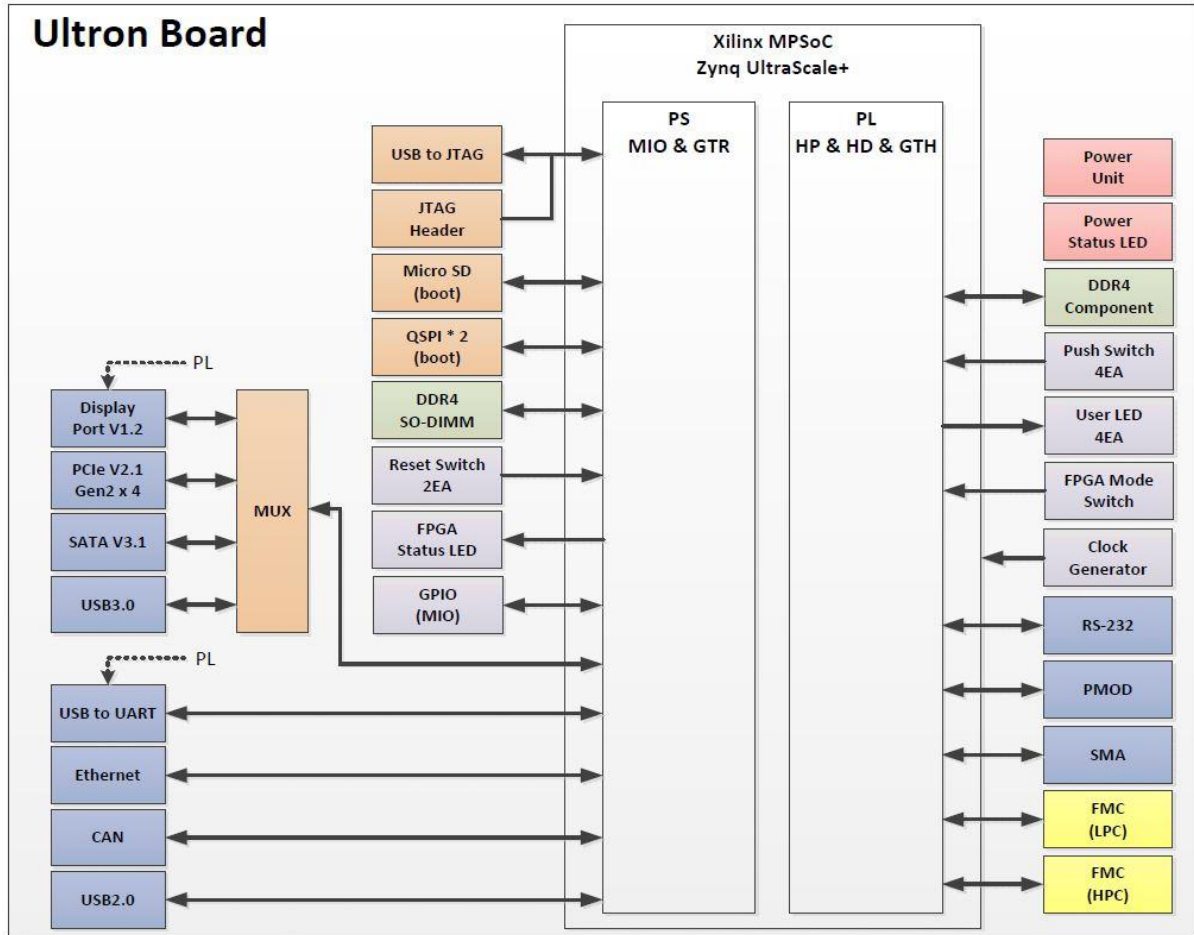 Ultron Board
Xilinx MPSoC
Zynq UltraScale+
PS
MIO & GTR
PL
HP & HD & GTH
USB to JTAG
JTAG
Header
Micro SD
(boot)
QSPI * 2
(boot)
DDR4
SO-DIMM
Reset Switch
2EA
FPGA
Status LED
GPIO
(MIO)
PL
Display
Port V1.2
PCIe V2.1
Gen2 x 4
SATA V3.1
USB3.0
MUX
PL
USB to UART
Ethernet
CAN
USB2.0
Power
Unit
Power
Status LED
DDR4
Component
Push Switch
4EA
User LED
4EA
FPGA Mode
Switch
Clock
Generator
RS-232
PMOD
SMA
FMC
(LPC)
FMC
(HPC)